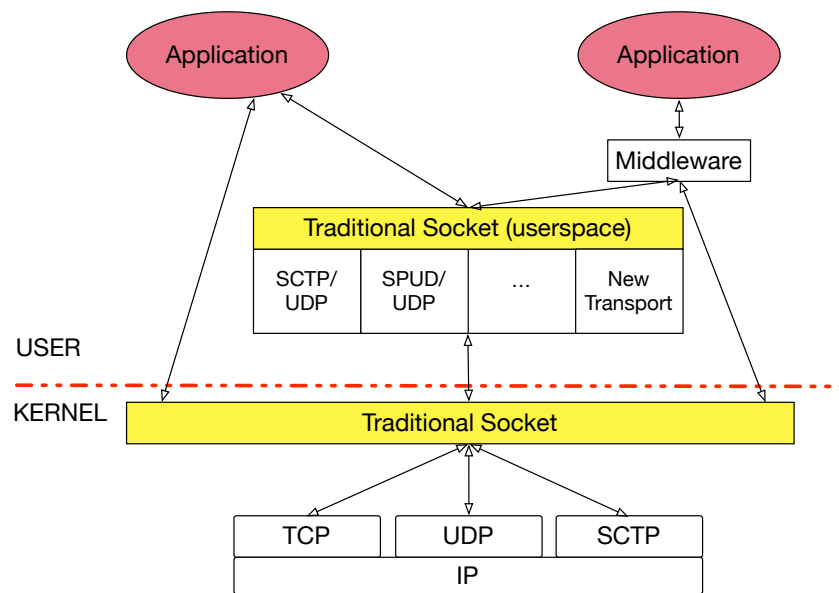 Application
Application
Middleware
Traditional Socket (userspace)
SCTP/
UDP
SPUD/
UDP
...
New
Transport
USER
KERNEL
Traditional Socket
TCP
UDP
SCTP
IP